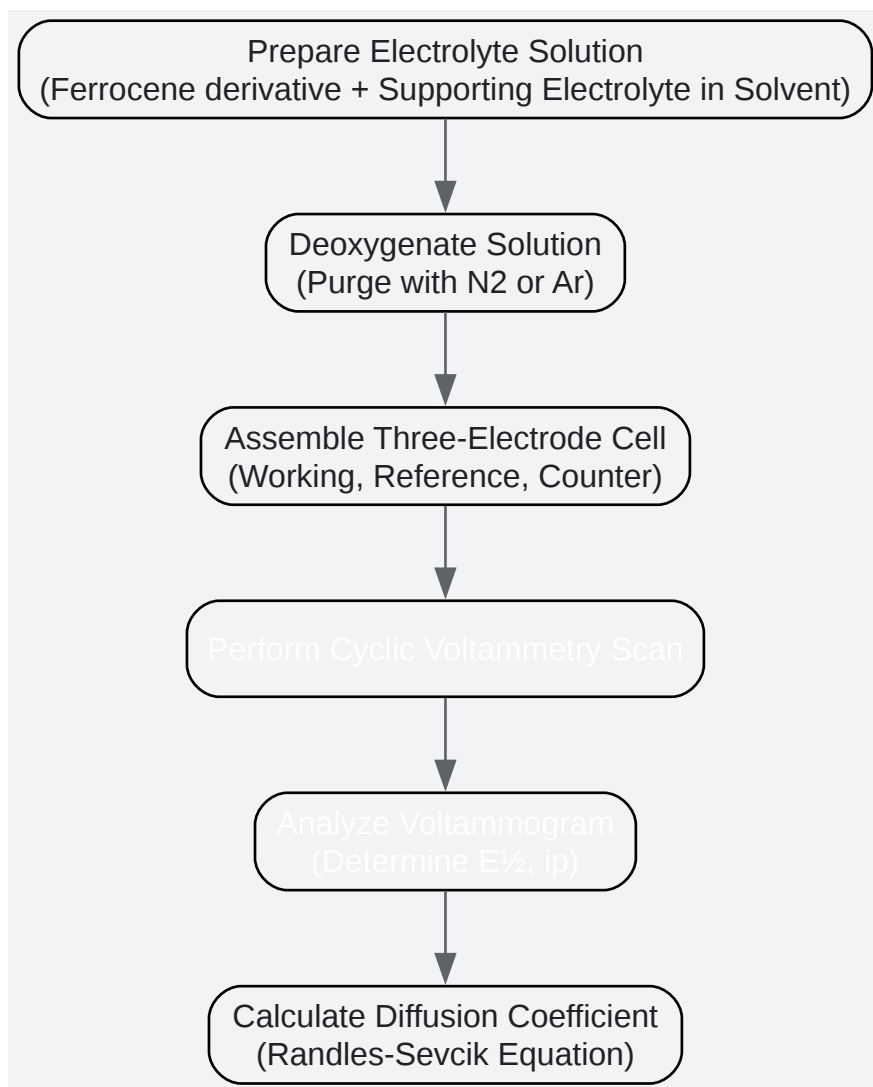 Prepare Electrolyte Solution
(Ferrocene derivative + Supporting Electrolyte in Solvent)
Deoxygenate Solution
(Purge with N2 or Ar)
Assemble Three-Electrode Cell
(Working, Reference, Counter)
Perform Cyclic Voltammetry Scan
Analyze Voltammogram
(Determine E½, ip)
Calculate Diffusion Coefficient
(Randles-Sevcik Equation)